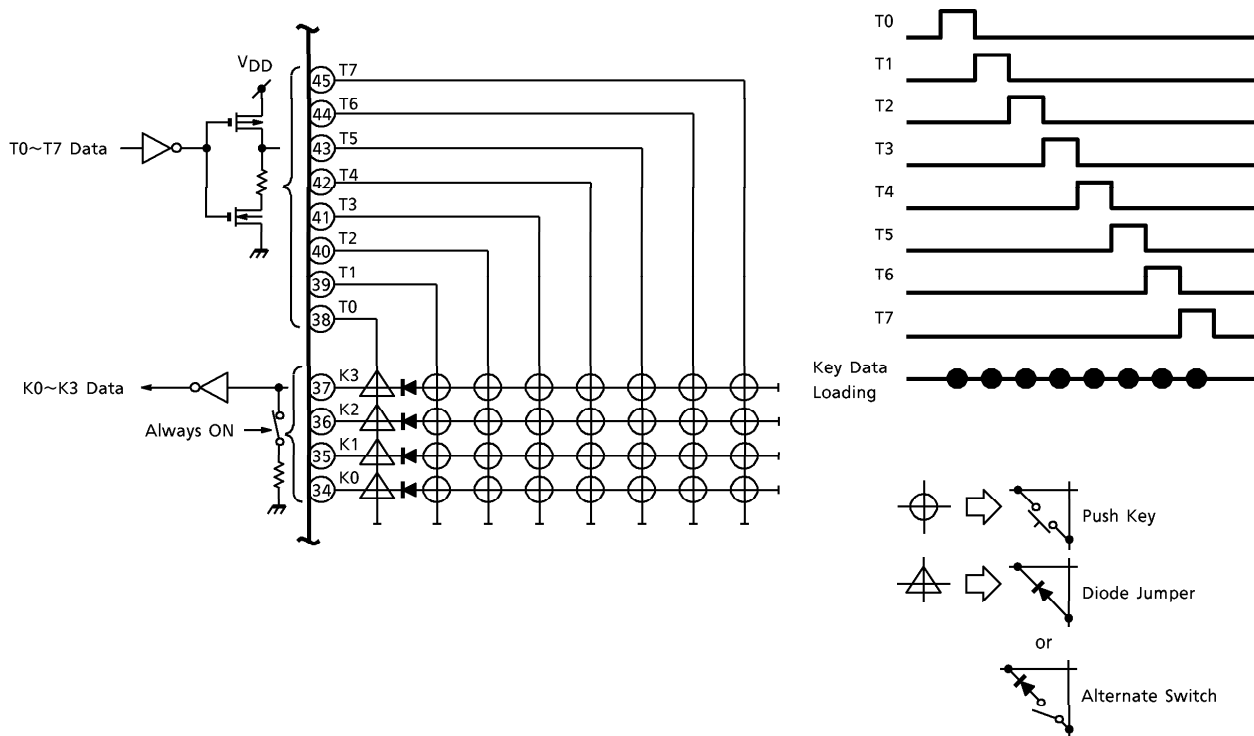 VDD
T0~T7 Data
45 T7
44 T6
43 T5
42 T4
41 T3
40 T2
39 T1
38 T0
K0~K3 Data
Always ON
37 K3
36 K2
35 K1
34 K0
T0
T1
T2
T3
T4
T5
T6
T7
Key Data
Loading
Push Key
Diode Jumper
or
Alternate Switch